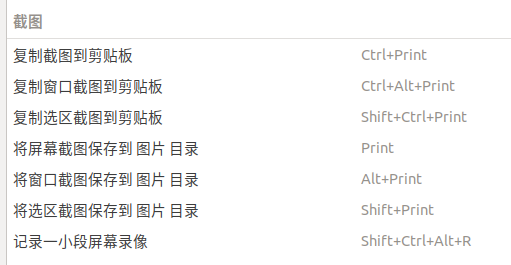 截图
复制截图到剪贴板 Ctrl+Print
复制窗口截图到剪贴板 Ctrl+Alt+Print
复制选区截图到剪贴板 Shift+Ctrl+Print
将屏幕截图保存到 图片 目录 Print
将窗口截图保存到 图片 目录 Alt+Print
将选区截图保存到 图片 目录 Shift+Print
记录一小段屏幕录像 Shift+Ctrl+Alt+R